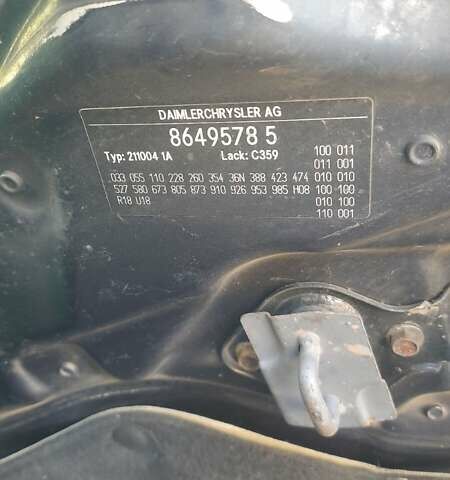 DAIMLERCHRYSLER AG
8649578 5
Typ: 211004 1A Lack: C359
033 055 110 228 260 354 36N 388 423 474
527 580 673 805 873 910 926 953 985 H08
R18 U18
100 011
011 001
010 010
100 100
010 100
110 001